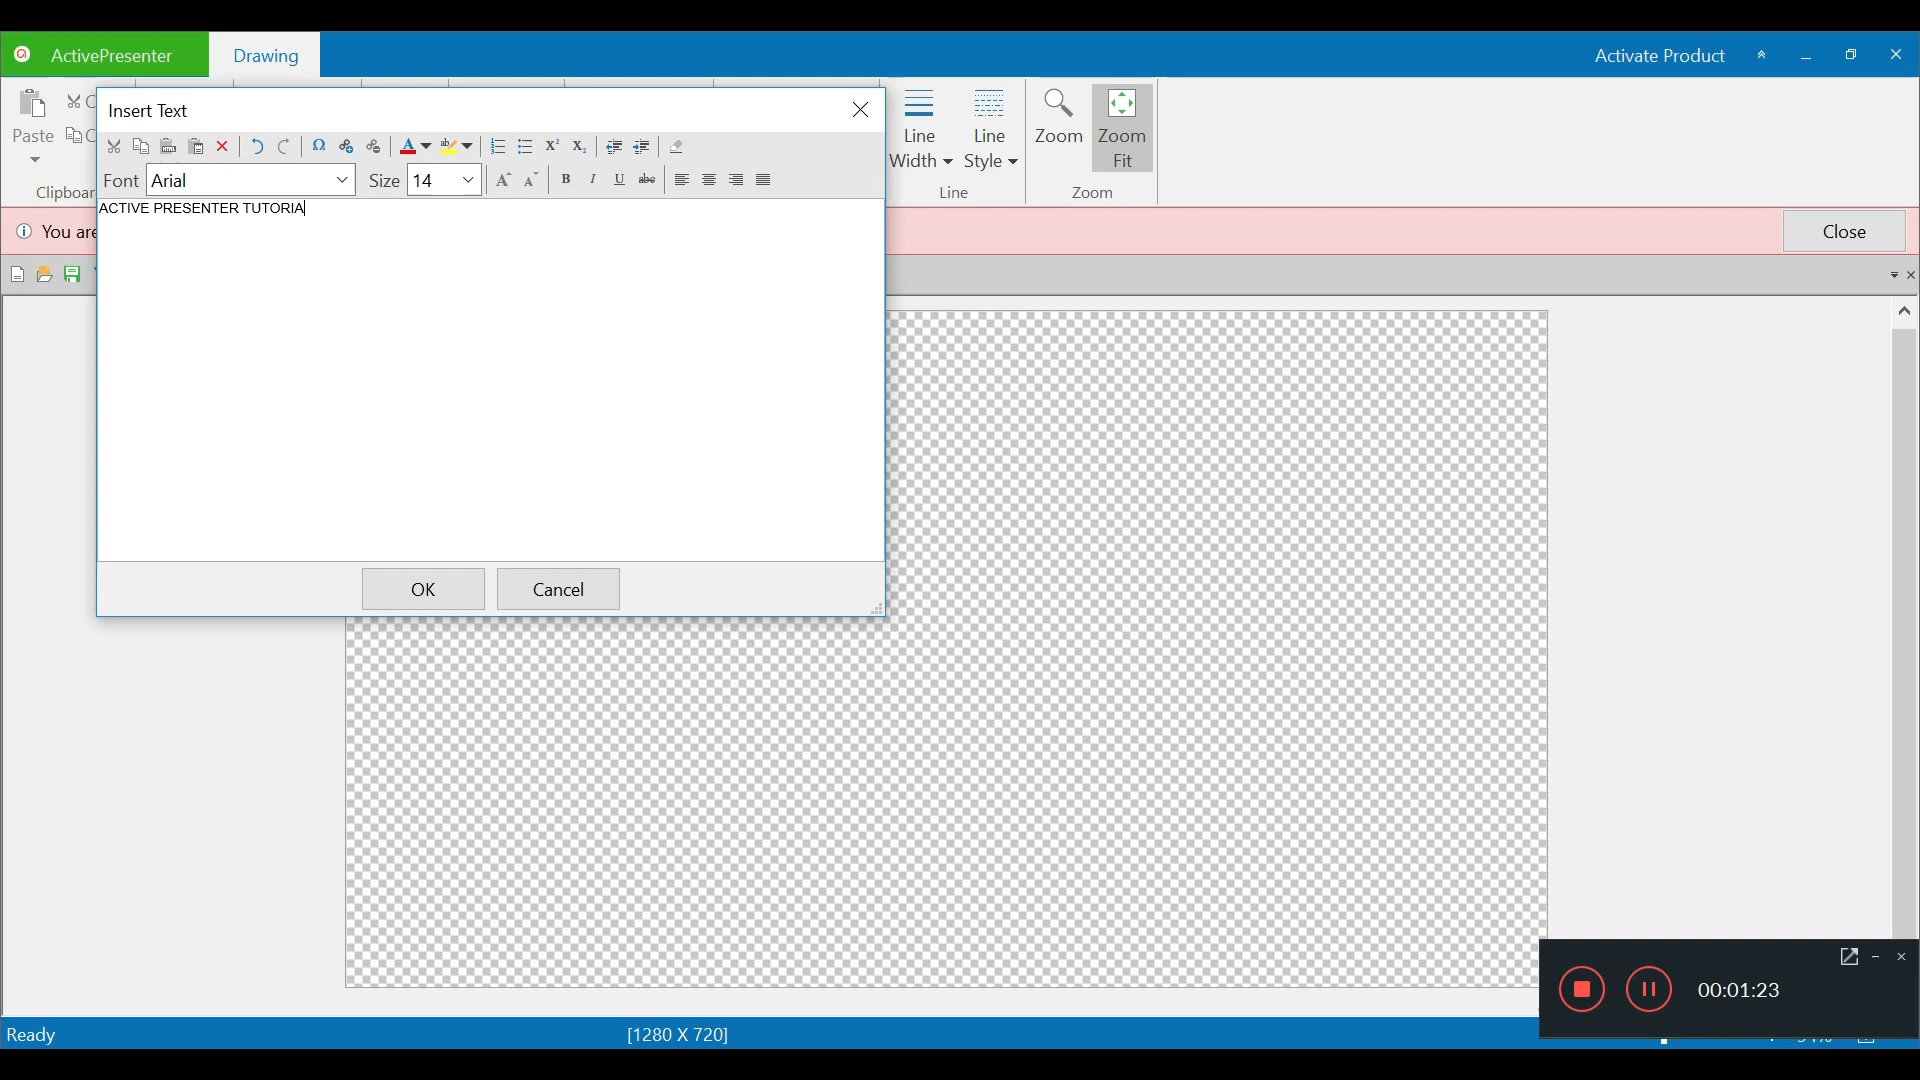 ActivePresenter
Drawing
Activate Product
Insert Text
Paste
Line Width
Line Style
Zoom
Zoom Fit
Line
Zoom
Font Arial Size 14
ACTIVE PRESENTER TUTORIA
You are
Close
OK
Cancel
Ready
[1280 X 720]
00:01:23